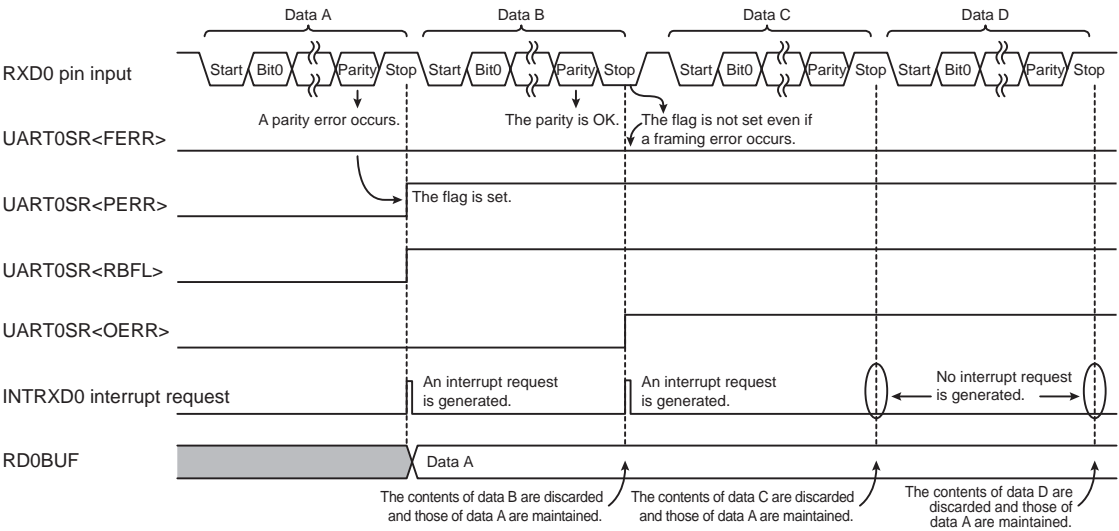 Data A Data B Data C Data D
RXD0 pin input Start Bit0 Parity Stop Start Bit0 Parity Stop Start Bit0 Parity Stop Start Bit0 Parity Stop
A parity error occurs. The parity is OK. The flag is not set even if
a framing error occurs.
UART0SR<FERR>
The flag is set.
UART0SR<PERR>
UART0SR<RBFL>
UART0SR<OERR>
An interrupt request An interrupt request No interrupt request
is generated. is generated. is generated.
INTRXD0 interrupt request
RD0BUF Data A
The contents of data B are discarded The contents of data C are discarded The contents of data D are
and those of data A are maintained. and those of data A are maintained. discarded and those of
data A are maintained.